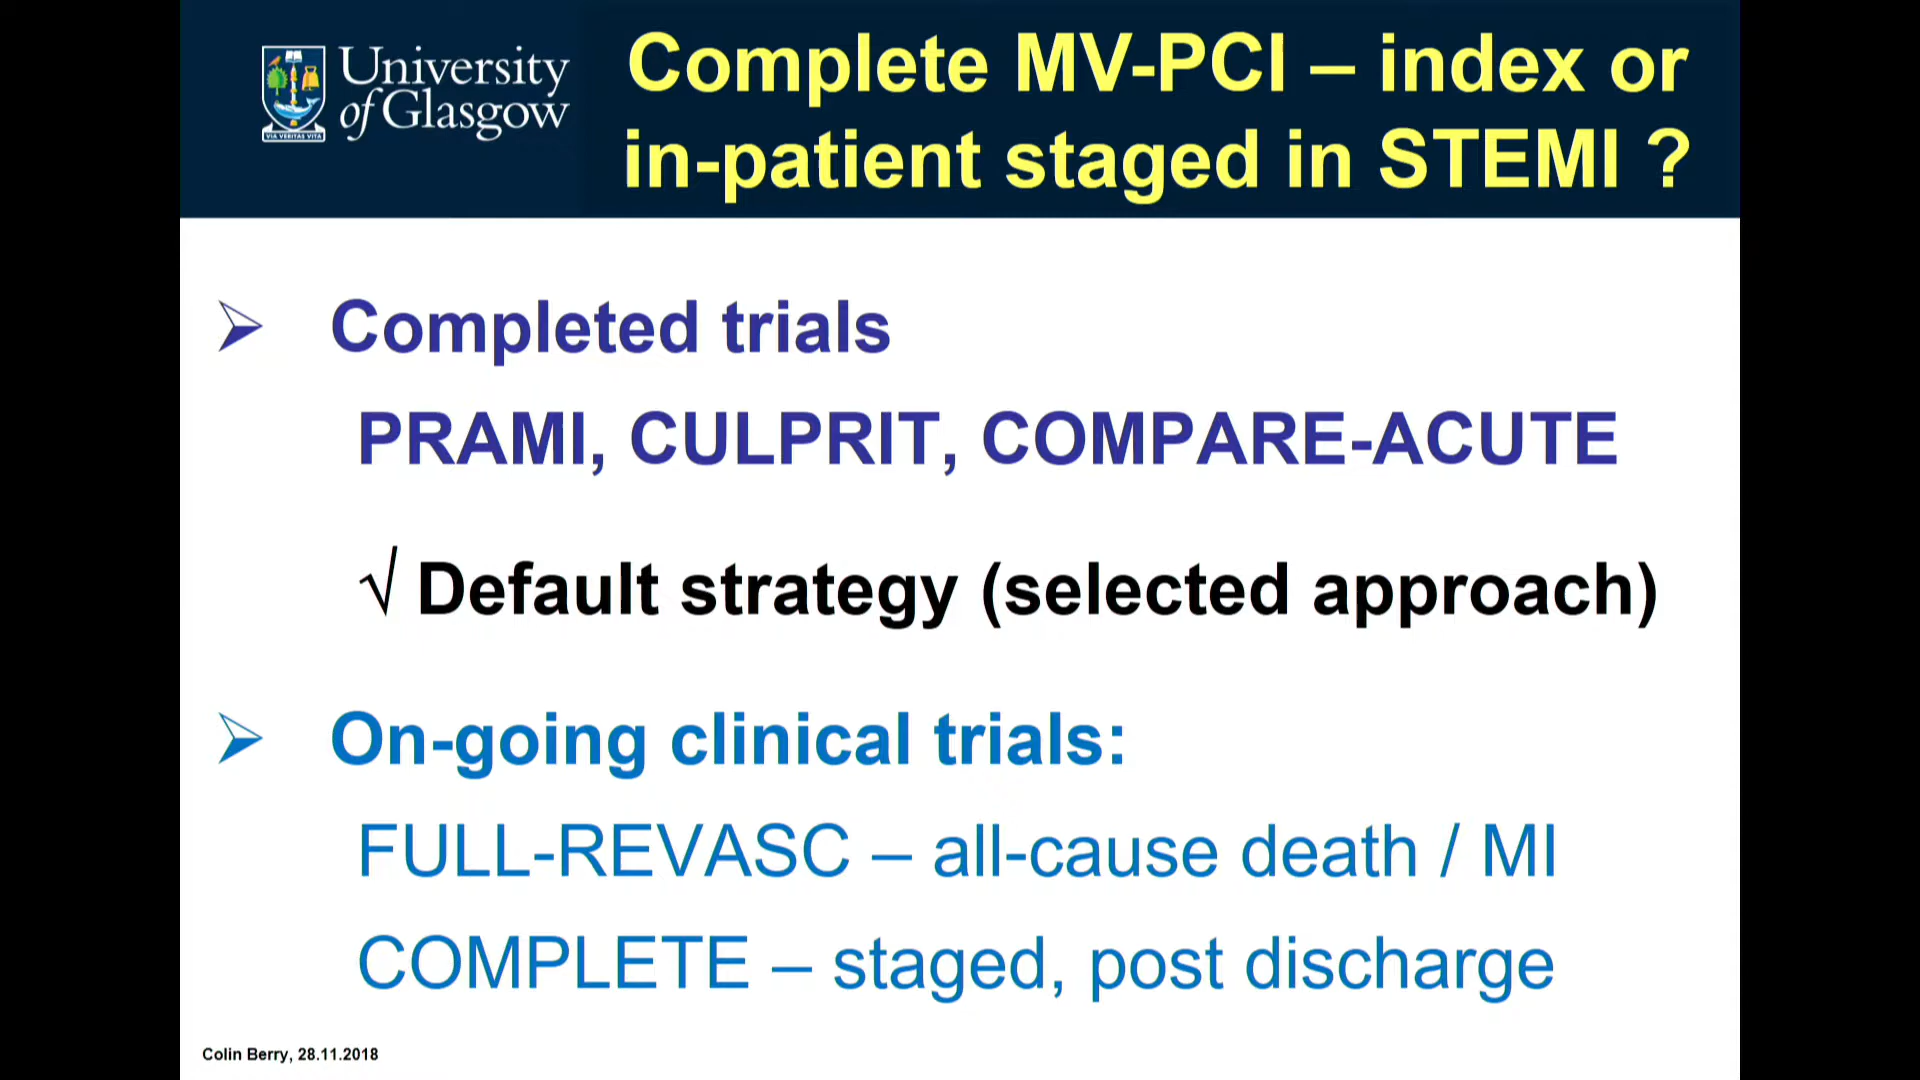 University
of Glasgow
VIA VERITAS VITA
Complete MV-PCI – index or
in-patient staged in STEMI ?
➢ Completed trials
PRAMI, CULPRIT, COMPARE-ACUTE
√ Default strategy (selected approach)
➢ On-going clinical trials:
FULL-REVASC – all-cause death / MI
COMPLETE – staged, post discharge
Colin Berry, 28.11.2018